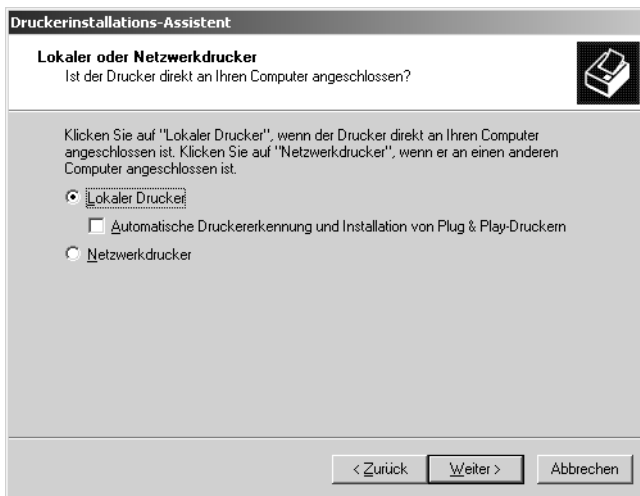 Druckerinstallations-Assistent
Lokaler oder Netzwerkdrucker
Ist der Drucker direkt an Ihren Computer angeschlossen?
Klicken Sie auf "Lokaler Drucker", wenn der Drucker direkt an Ihren Computer
angeschlossen ist. Klicken Sie auf "Netzwerkdrucker", wenn er an einen anderen
Computer angeschlossen ist.
Lokaler Drucker
Automatische Druckererkennung und Installation von Plug & Play-Druckern
Netzwerkdrucker
< Zurück Weiter > Abbrechen